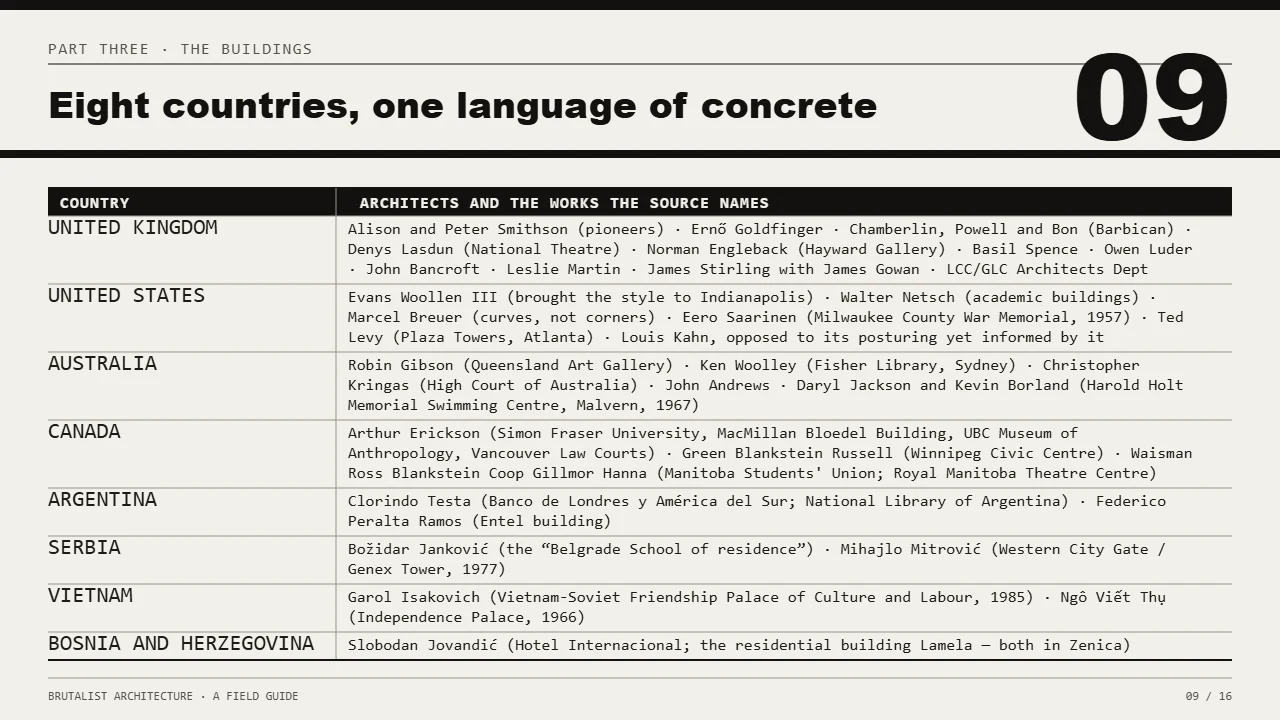 PART THREE · THE BUILDINGS
09
Eight countries, one language of concrete
COUNTRY
ARCHITECTS AND THE WORKS THE SOURCE NAMES
UNITED KINGDOM
Alison and Peter Smithson (pioneers) · Ernő Goldfinger · Chamberlin, Powell and Bon (Barbican) ·
Denys Lasdun (National Theatre) · Norman Engleback (Hayward Gallery) · Basil Spence · Owen Luder
· John Bancroft · Leslie Martin · James Stirling with James Gowan · LCC/GLC Architects Dept
UNITED STATES
Evans Woollen III (brought the style to Indianapolis) · Walter Netsch (academic buildings) ·
Marcel Breuer (curves, not corners) · Eero Saarinen (Milwaukee County War Memorial, 1957) · Ted
Levy (Plaza Towers, Atlanta) · Louis Kahn, opposed to its posturing yet informed by it
AUSTRALIA
Robin Gibson (Queensland Art Gallery) · Ken Woolley (Fisher Library, Sydney) · Christopher
Kringas (High Court of Australia) · John Andrews · Daryl Jackson and Kevin Borland (Harold Holt
Memorial Swimming Centre, Malvern, 1967)
CANADA
Arthur Erickson (Simon Fraser University, MacMillan Bloedel Building, UBC Museum of
Anthropology, Vancouver Law Courts) · Green Blankstein Russell (Winnipeg Civic Centre) · Waisman
Ross Blankstein Coop Gillmor Hanna (Manitoba Students' Union; Royal Manitoba Theatre Centre)
ARGENTINA
Clorindo Testa (Banco de Londres y América del Sur; National Library of Argentina) · Federico
Peralta Ramos (Entel building)
SERBIA
Božidar Janković (the “Belgrade School of residence”) · Mihajlo Mitrović (Western City Gate /
Genex Tower, 1977)
VIETNAM
Garol Isakovich (Vietnam-Soviet Friendship Palace of Culture and Labour, 1985) · Ngô Viết Thụ
(Independence Palace, 1966)
BOSNIA AND HERZEGOVINA
Slobodan Jovandić (Hotel Internacional; the residential building Lamela — both in Zenica)
BRUTALIST ARCHITECTURE · A FIELD GUIDE
09 / 16